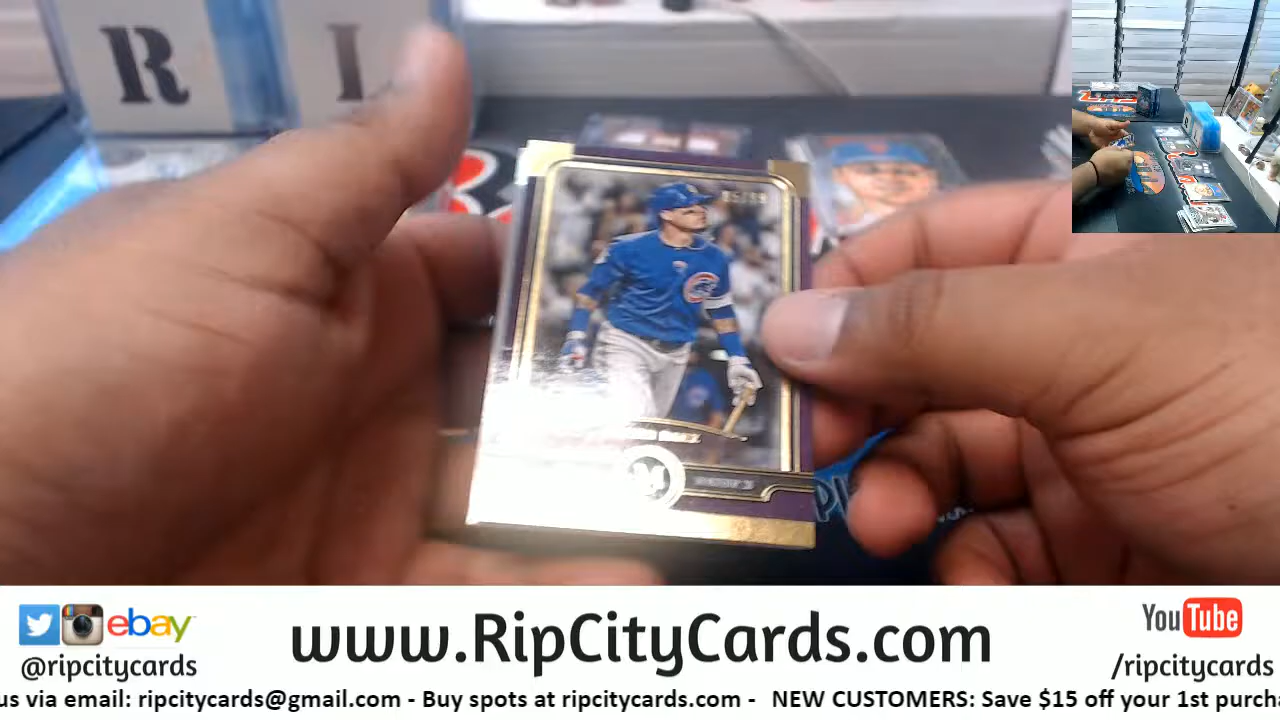 R I
M
ebay
@ripcitycards
www.RipCityCards.com
YouTube
/ripcitycards
us via email: ripcitycards@gmail.com - Buy spots at ripcitycards.com - NEW CUSTOMERS: Save $15 off your 1st purcha